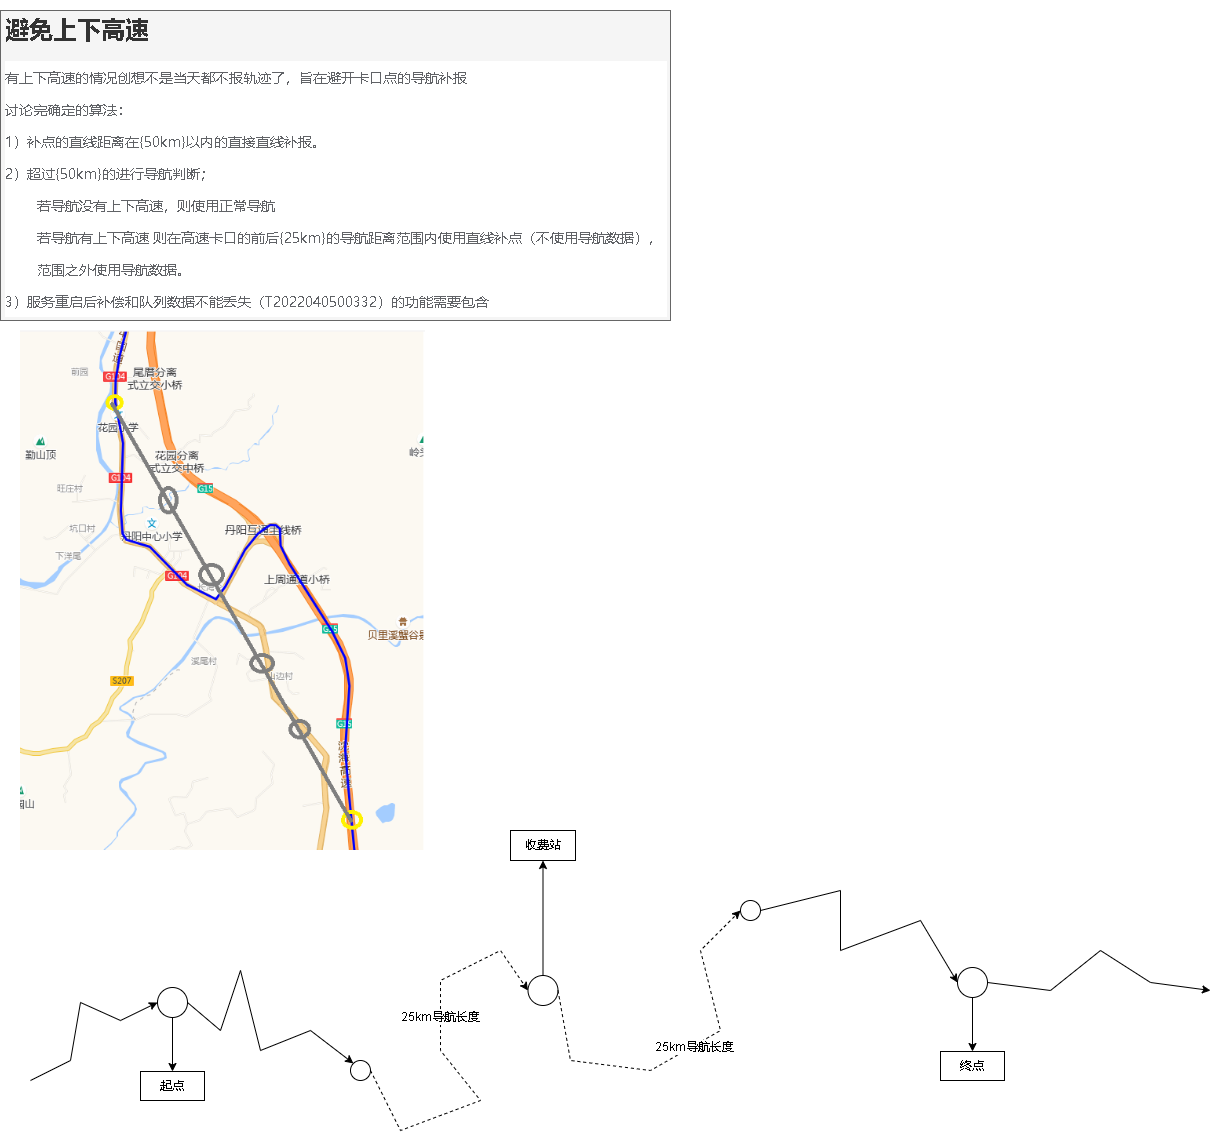 避免上下高速
有上下高速的情况创想不是当天都不报轨迹了，旨在避开卡口点的导航补报
讨论完确定的算法：
1）补点的直线距离在{50km}以内的直接直线补报。
2）超过{50km}的进行导航判断；
若导航没有上下高速，则使用正常导航
若导航有上下高速 则在高速卡口的前后{25km}的导航距离范围内使用直线补点（不使用导航数据），
范围之外使用导航数据。
3）服务重启后补偿和队列数据不能丢失（T2022040500332）的功能需要包含
前园
G104
尾厝分离
式立交小桥
花园小学
勤山顶
花园分离
式立交中桥
岭头
G104
旺庄村
G15
坑口村
丹阳中心小学
丹阳互通主线桥
下洋尾
G104
上周通道小桥
G15
贝里溪蟹谷景
溪尾村
山边村
S207
G15
沈海高速
收费站
25km导航长度
25km导航长度
起点
终点